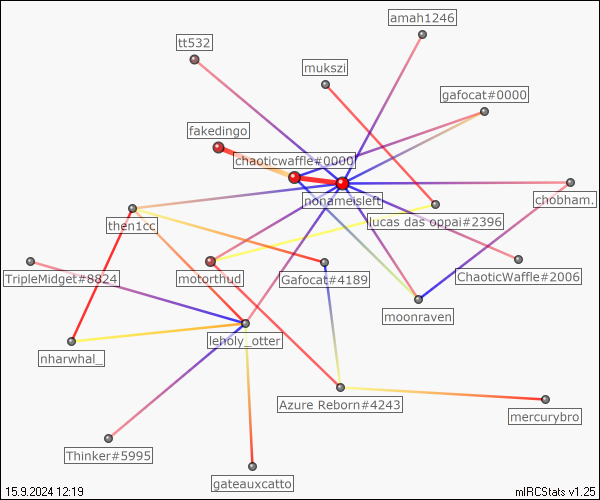 amah1246
tt532
mukszi
gafocat#0000
fakedingo
chaoticwaffle#0000
nonameisleft
chobham.
lucas das oppai#2396
then1cc
TripleMidget#8824
motorthud
Gafocat#4189
ChaoticWaffle#2006
moonraven
leholy_otter
nharwhal_
Azure Reborn#4243
mercurybro
Thinker#5995
gateauxcatto
15.9.2024 12:19
mIRCStats v1.25